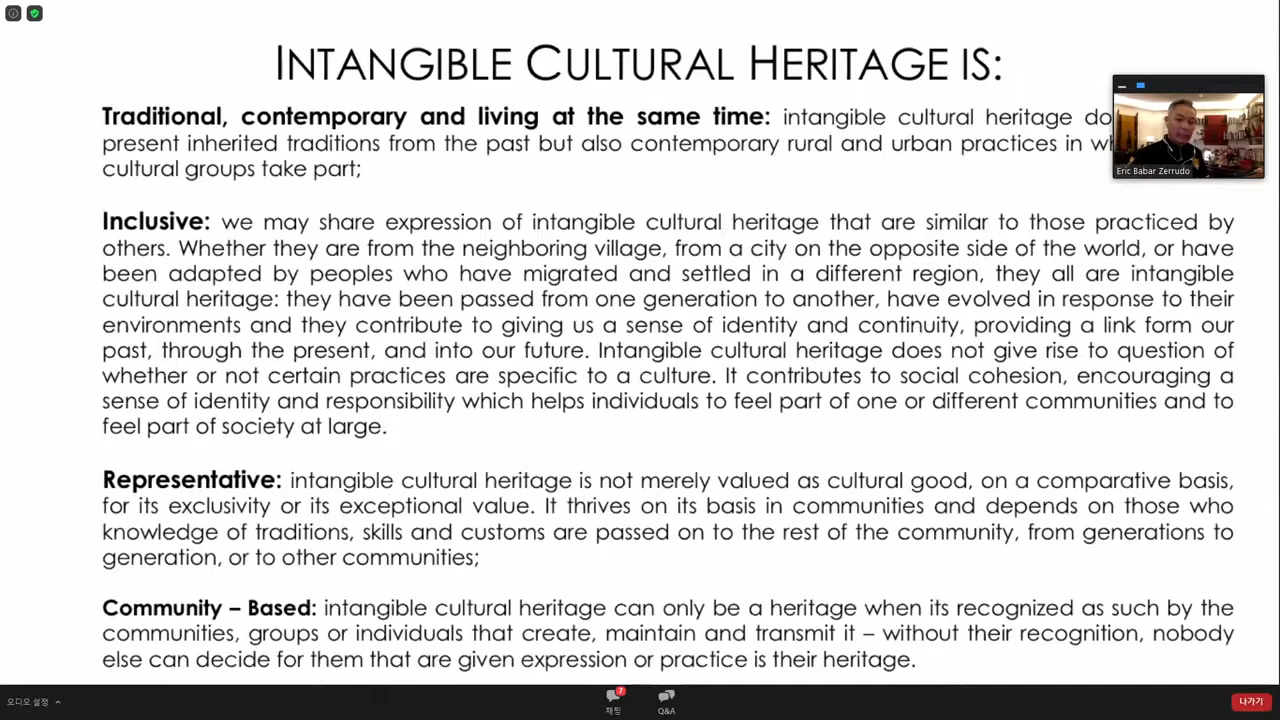 INTANGIBLE CULTURAL HERITAGE IS:
Traditional, contemporary and living at the same time: intangible cultural heritage do
present inherited traditions from the past but also contemporary rural and urban practices in
cultural groups take part;
Inclusive: we may share expression of intangible cultural heritage that are similar to those practiced by
others. Whether they are from the neighboring village, from a city on the opposite side of the world, or have
been adapted by peoples who have migrated and settled in a different region, they all are intangible
cultural heritage: they have been passed from one generation to another, have evolved in response to their
environments and they contribute to giving us a sense of identity and continuity, providing a link form our
past, through the present, and into our future. Intangible cultural heritage does not give rise to question of
whether or not certain practices are specific to a culture. It contributes to social cohesion, encouraging a
sense of identity and responsibility which helps individuals to feel part of one or different communities and to
feel part of society at large.
Representative: intangible cultural heritage is not merely valued as cultural good, on a comparative basis,
for its exclusivity or its exceptional value. It thrives on its basis in communities and depends on those who
knowledge of traditions, skills and customs are passed on to the rest of the community, from generations to
generation, or to other communities;
Community – Based: intangible cultural heritage can only be a heritage when its recognized as such by the
communities, groups or individuals that create, maintain and transmit it – without their recognition, nobody
else can decide for them that are given expression or practice is their heritage.
Eric Babar Zerrudo
오디오 설정
7
채팅
Q&A
나가기